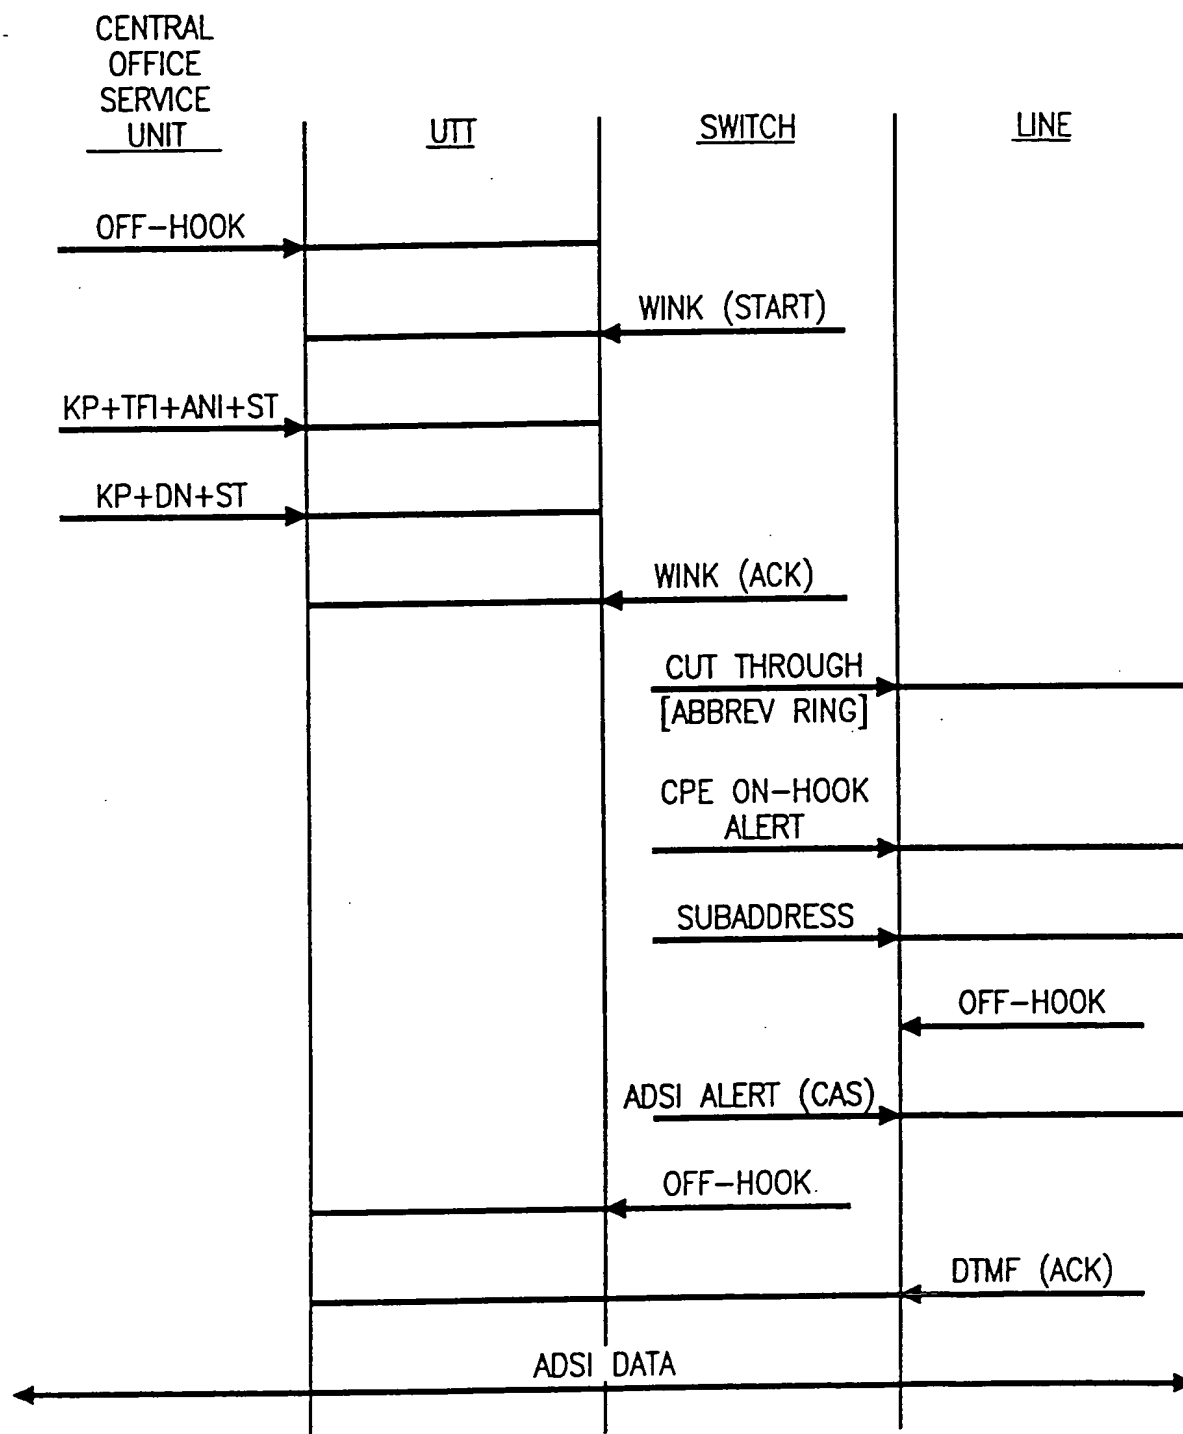 CENTRAL
OFFICE
SERVICE
UNIT
UTT
SWITCH
LINE
OFF-HOOK
WINK (START)
KP+TFI+ANI+ST
KP+DN+ST
WINK (ACK)
CUT THROUGH
[ABBREV RING]
CPE ON-HOOK
ALERT
SUBADDRESS
OFF-HOOK
ADSI ALERT (CAS)
OFF-HOOK
DTMF (ACK)
ADSI DATA